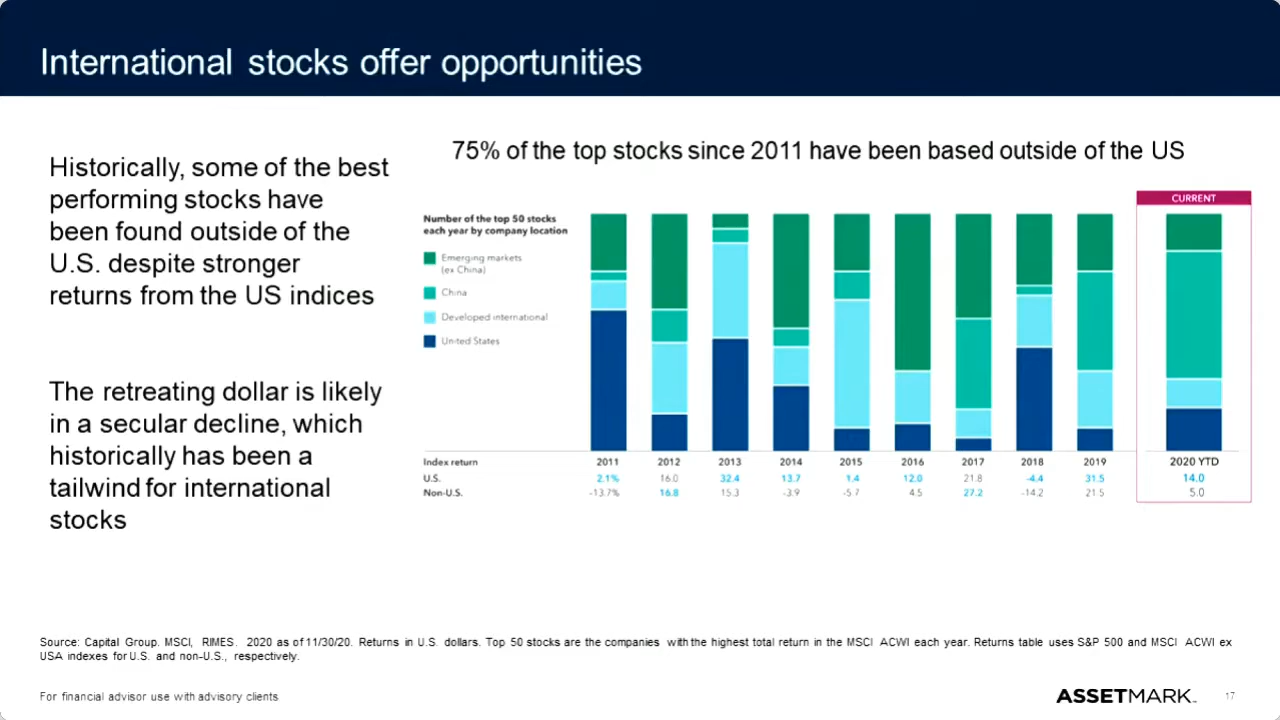 International stocks offer opportunities
Historically, some of the best
performing stocks have
been found outside of the
U.S. despite stronger
returns from the US indices
The retreating dollar is likely
in a secular decline, which
historically has been a
tailwind for international
stocks
75% of the top stocks since 2011 have been based outside of the US
CURRENT
Number of the top 50 stocks
each year by company location
Emerging markets
(ex China)
China
Developed international
United States
Index return 2011 2012 2013 2014 2015 2016 2017 2018 2019 2020 YTD
U.S. 2.1% 16.0 32.4 13.7 1.4 12.0 21.8 -4.4 31.5 14.0
Non-U.S. -13.7% 16.8 15.3 -3.9 -5.7 4.5 27.2 -14.2 21.5 5.0
Source: Capital Group. MSCI, RIMES. 2020 as of 11/30/20. Returns in U.S. dollars. Top 50 stocks are the companies with the highest total return in the MSCI ACWI each year. Returns table uses S&P 500 and MSCI ACWI ex
USA indexes for U.S. and non-U.S., respectively.
For financial advisor use with advisory clients
ASSETMARK™
17